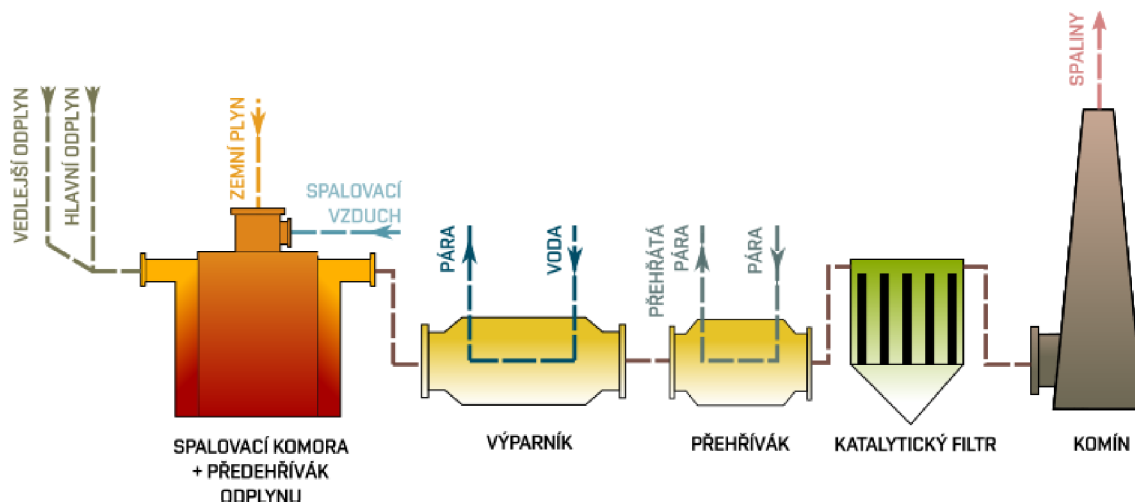 VEDLEJŠÍ ODPLYN
HLAVNÍ ODPLYN
ZEMNÍ PLYN
SPALOVACÍ
VZDUCH
PÁRA
VODA
PŘEHŘÁTÁ
PÁRA
PÁRA
SPALINY
SPALOVACÍ KOMORA
+ PŘEDEHŘÍVÁK
ODPLYNU
VÝPARNÍK
PŘEHŘÍVÁK
KATALYTICKÝ FILTR
KOMÍN